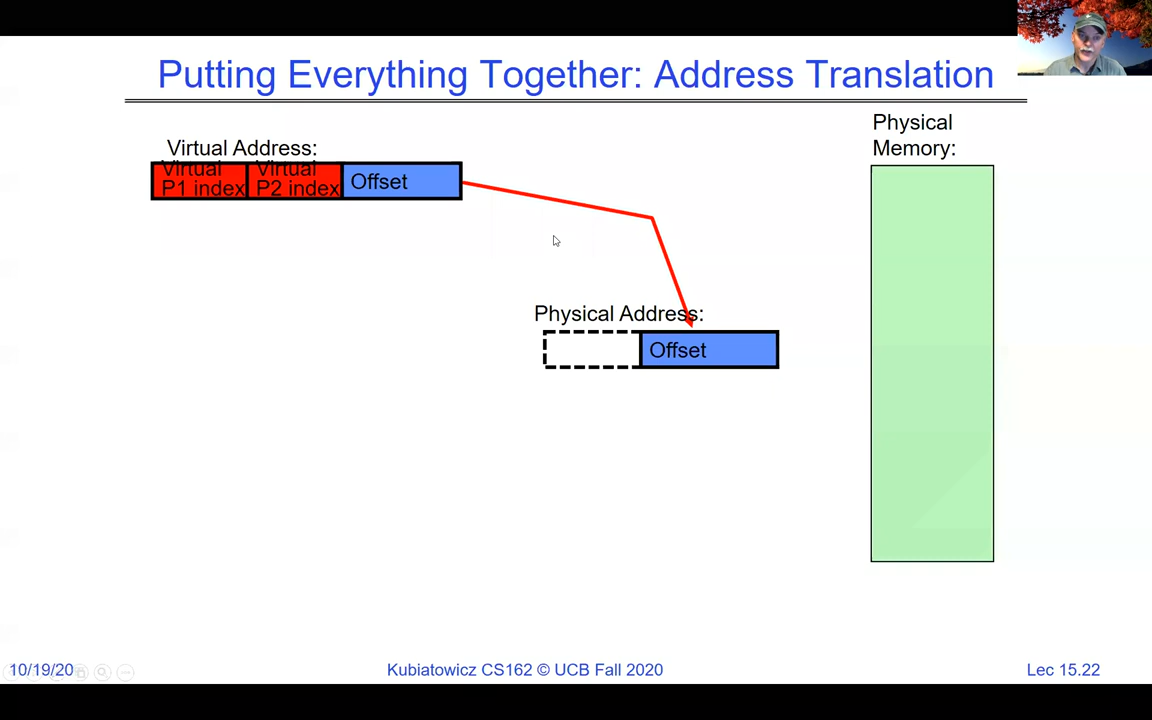 Putting Everything Together: Address Translation
Virtual Address:
Virtual P1 index
Virtual P2 index
Offset
Physical Memory:
Physical Address:
Offset
10/19/20
Kubiatowicz CS162 © UCB Fall 2020
Lec 15.22